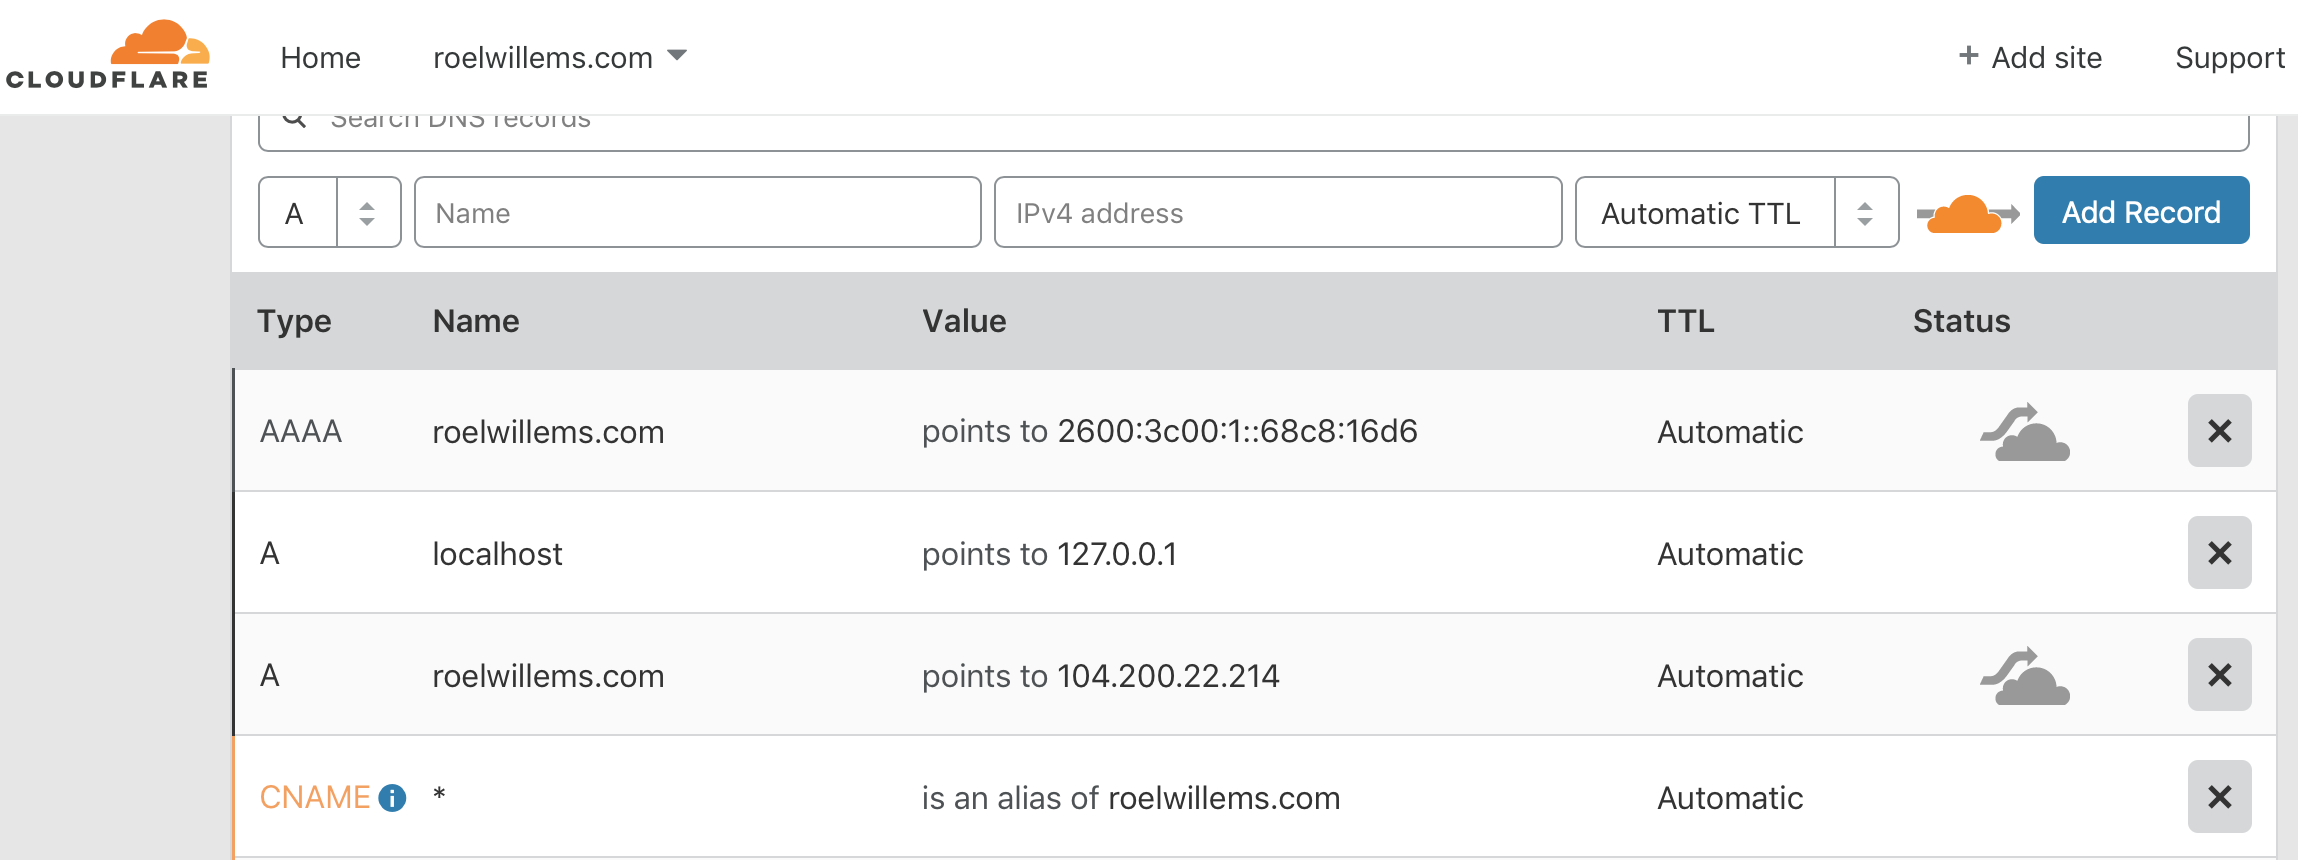 CLOUDFLARE Home roelwillems.com + Add site Support
Search DNS records
A Name IPv4 address Automatic TTL Add Record
Type Name Value TTL Status
AAAA roelwillems.com points to 2600:3c00:1::68c8:16d6 Automatic
A localhost points to 127.0.0.1 Automatic
A roelwillems.com points to 104.200.22.214 Automatic
CNAME i * is an alias of roelwillems.com Automatic